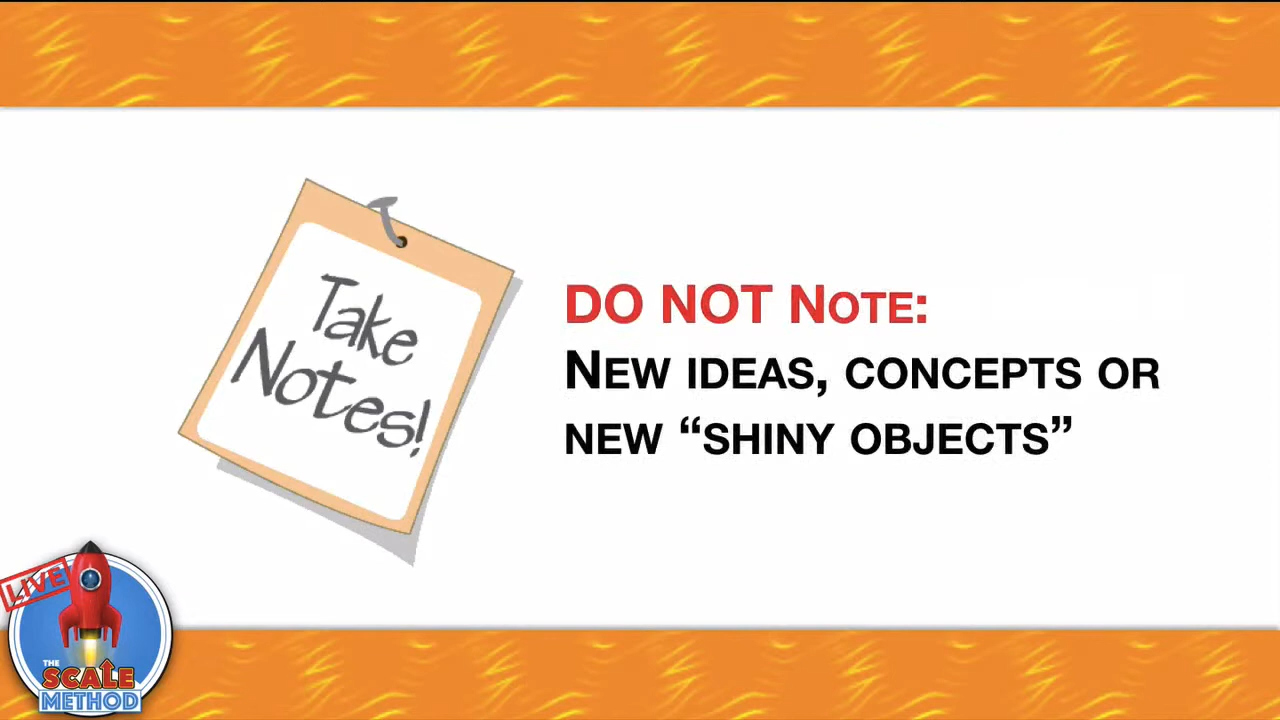 Take
Notes!
DO NOT NOTE:
NEW IDEAS, CONCEPTS OR
NEW “SHINY OBJECTS”
LIVE
THE
SCALE
METHOD